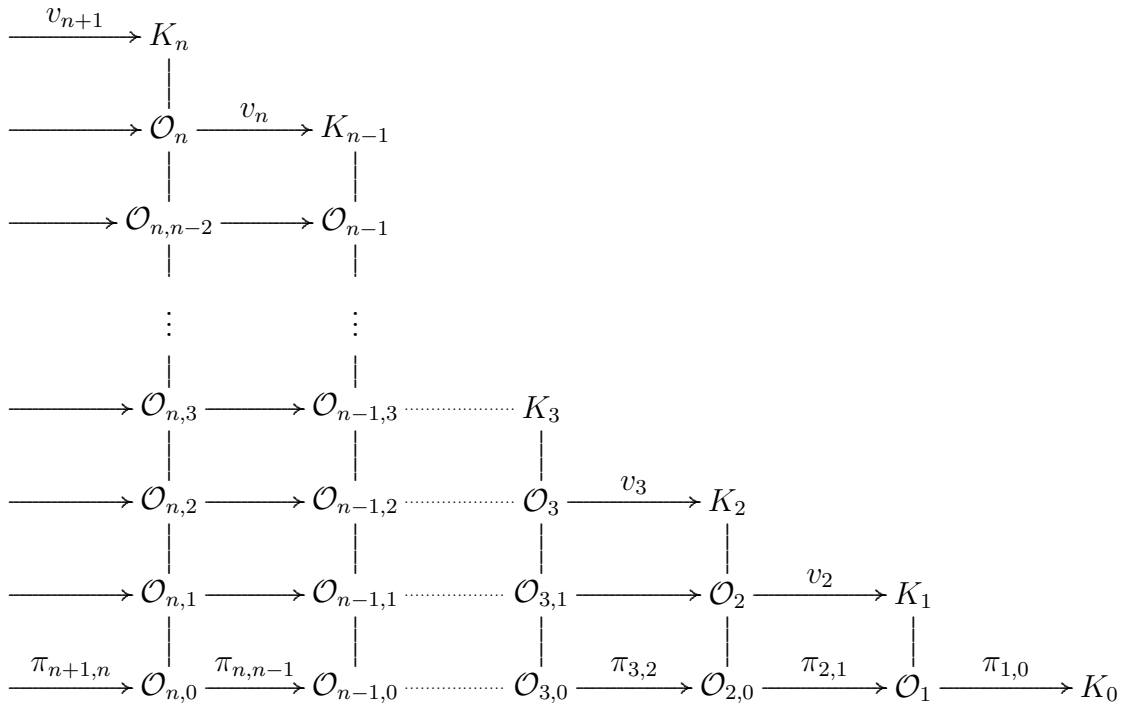 v_{n+1} K_n
𝒪_n v_n K_{n-1}
𝒪_{n,n-2} 𝒪_{n-1}
⋮ ⋮
𝒪_{n,3} 𝒪_{n-1,3} K_3
𝒪_{n,2} 𝒪_{n-1,2} 𝒪_3 v_3 K_2
𝒪_{n,1} 𝒪_{n-1,1} 𝒪_{3,1} 𝒪_2 v_2 K_1
π_{n+1,n} 𝒪_{n,0} π_{n,n-1} 𝒪_{n-1,0} 𝒪_{3,0} π_{3,2} 𝒪_{2,0} π_{2,1} 𝒪_1 π_{1,0} K_0